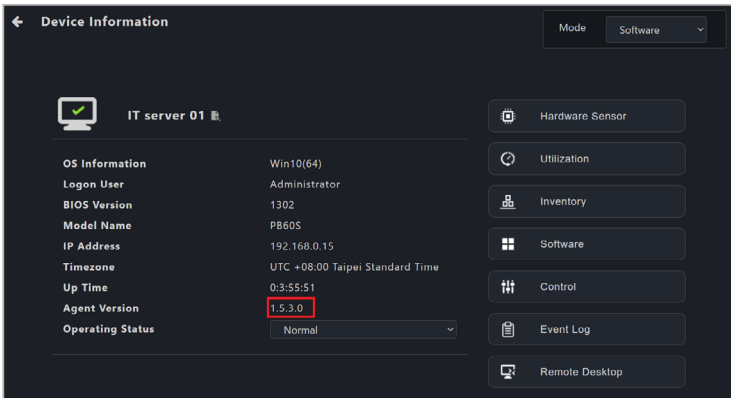 Device Information
Mode Software
IT server 01
OS Information Win10(64)
Logon User Administrator
BIOS Version 1302
Model Name PB60S
IP Address 192.168.0.15
Timezone UTC +08:00 Taipei Standard Time
Up Time 0:3:55:51
Agent Version 1.5.3.0
Operating Status Normal
Hardware Sensor
Utilization
Inventory
Software
Control
Event Log
Remote Desktop